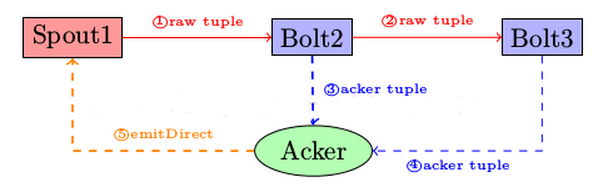 ①raw tuple
②raw tuple
Spout1
Bolt2
Bolt3
③acker tuple
⑤emitDirect
Acker
④acker tuple